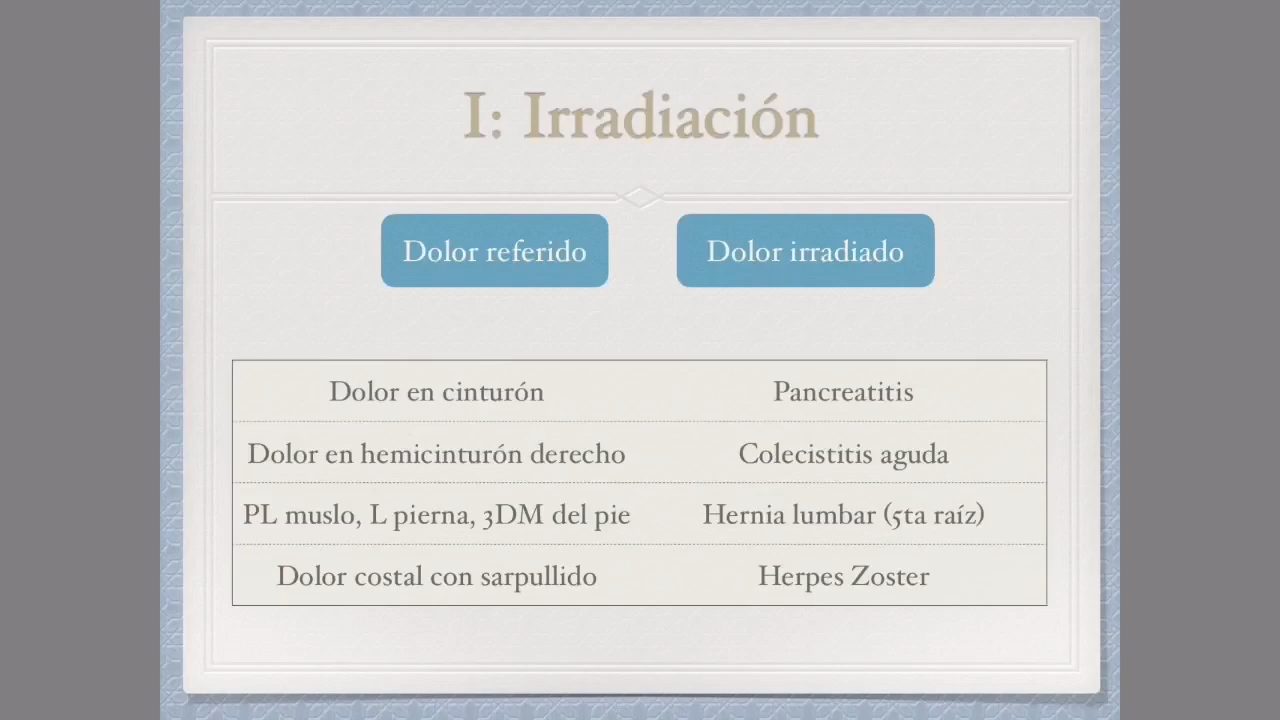 I: Irradiación
Dolor referido
Dolor irradiado
Dolor en cinturón Pancreatitis
Dolor en hemicinturón derecho Colecistitis aguda
PL muslo, L pierna, 3DM del pie Hernia lumbar (5ta raíz)
Dolor costal con sarpullido Herpes Zoster